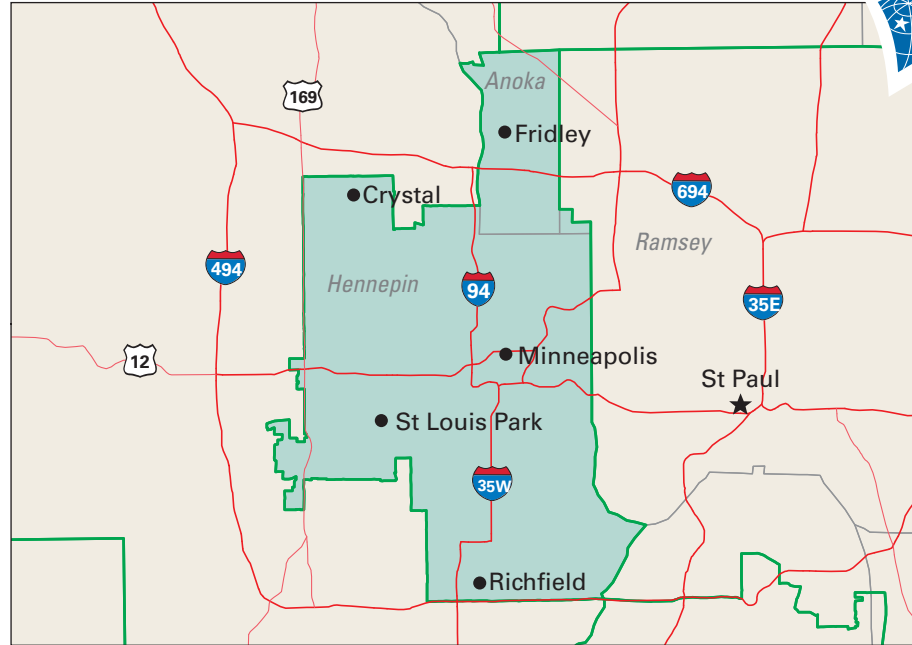 Anoka
169
Fridley
Crystal
694
Ramsey
494
Hennepin
94
35E
Minneapolis
12
St Paul
St Louis Park
35W
Richfield